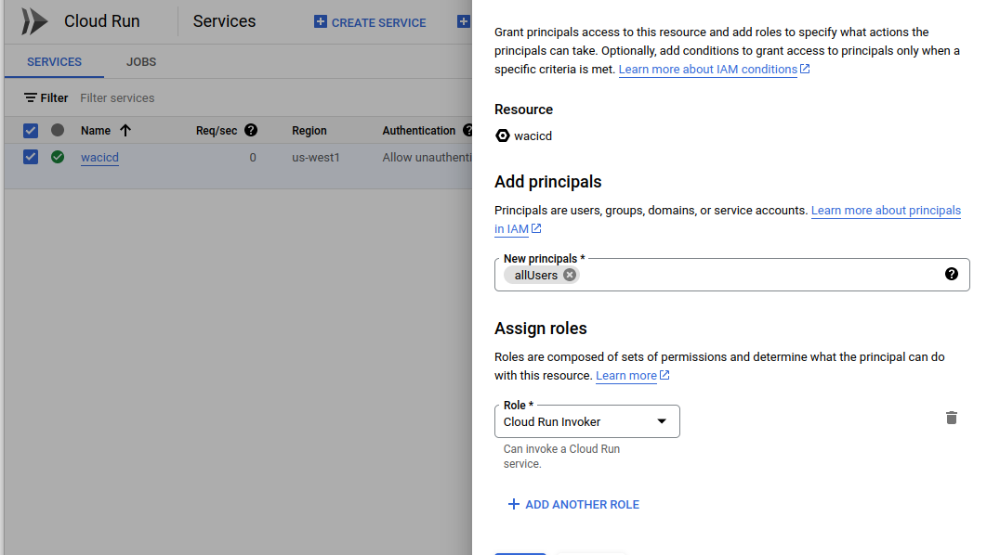 Cloud Run
Services
CREATE SERVICE
SERVICES
JOBS
Filter
Filter services
Name
Req/sec
Region
Authentication
wacicd
0
us-west1
Allow unauthenti
Grant principals access to this resource and add roles to specify what actions the
principals can take. Optionally, add conditions to grant access to principals only when a
specific criteria is met. Learn more about IAM conditions
Resource
wacicd
Add principals
Principals are users, groups, domains, or service accounts. Learn more about principals
in IAM
New principals *
allUsers
Assign roles
Roles are composed of sets of permissions and determine what the principal can do
with this resource. Learn more
Role *
Cloud Run Invoker
Can invoke a Cloud Run
service.
ADD ANOTHER ROLE